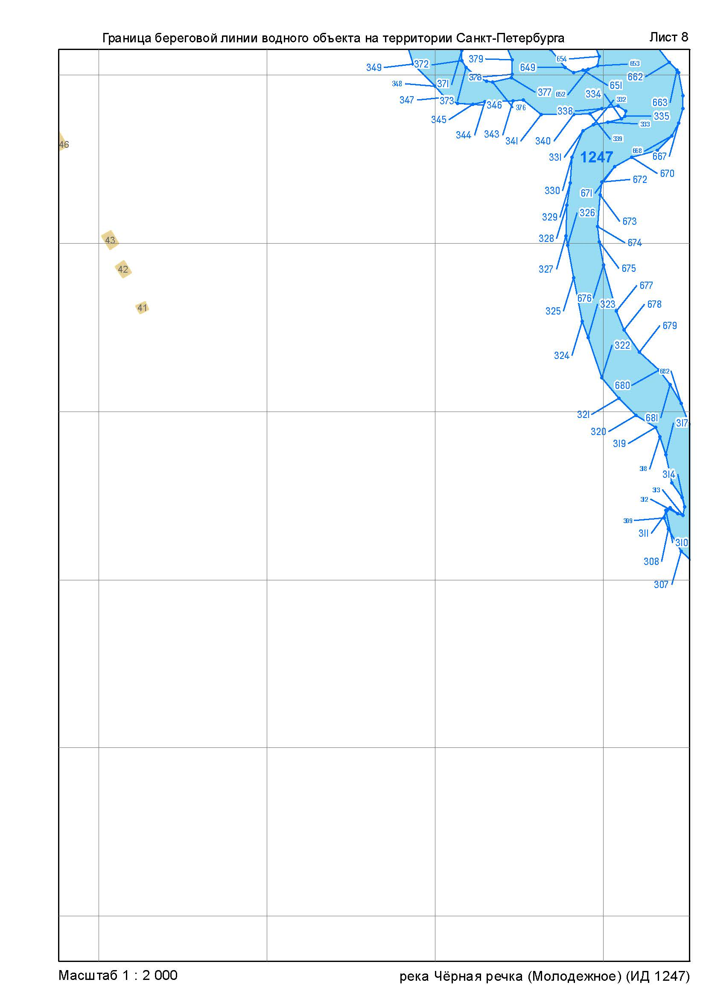 Граница береговой линии водного объекта на территории Санкт-Петербурга Лист 8
349 372 379 649 654 653
378 662
348 371 377 652 651 334 332
347 373 346 376 338 663
345 335
333
344 343 341 340 339
46
331 1247 668 667
670
330 671 672
329 326 673
328 674
43
42
327 675
676 323 677
41
325 678
679
324 322
680 682
321 681 317
320
319
318 314
313
312
309
311 310
308
307
Масштаб 1 : 2 000 река Чёрная речка (Молодежное) (ИД 1247)